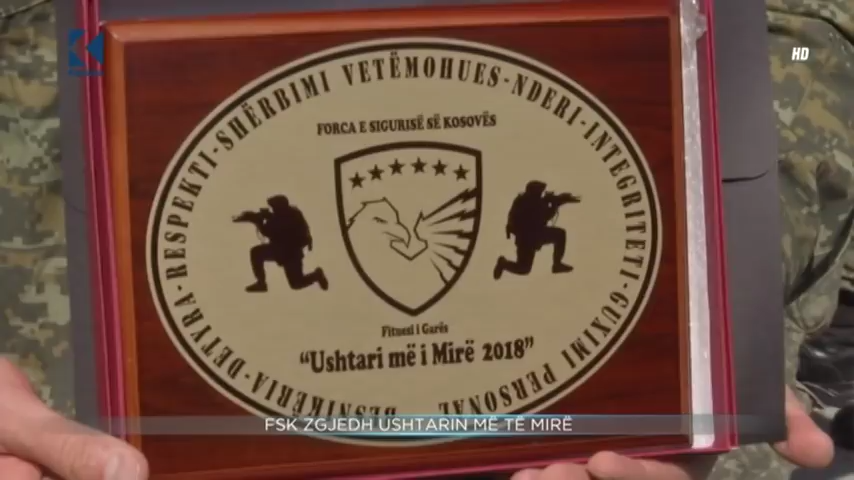 HD
BESNIKËRIA-DETYRA-RESPEKTI-SHËRBIMI VETËMOHUES-NDERI-INTEGRITETI-GUXIMI PERSONAL
FORCA E SIGURISË SË KOSOVËS
Fituesi i Garës
"Ushtari më i Mirë 2018"
FSK ZGJEDH USHTARIN MË TË MIRË